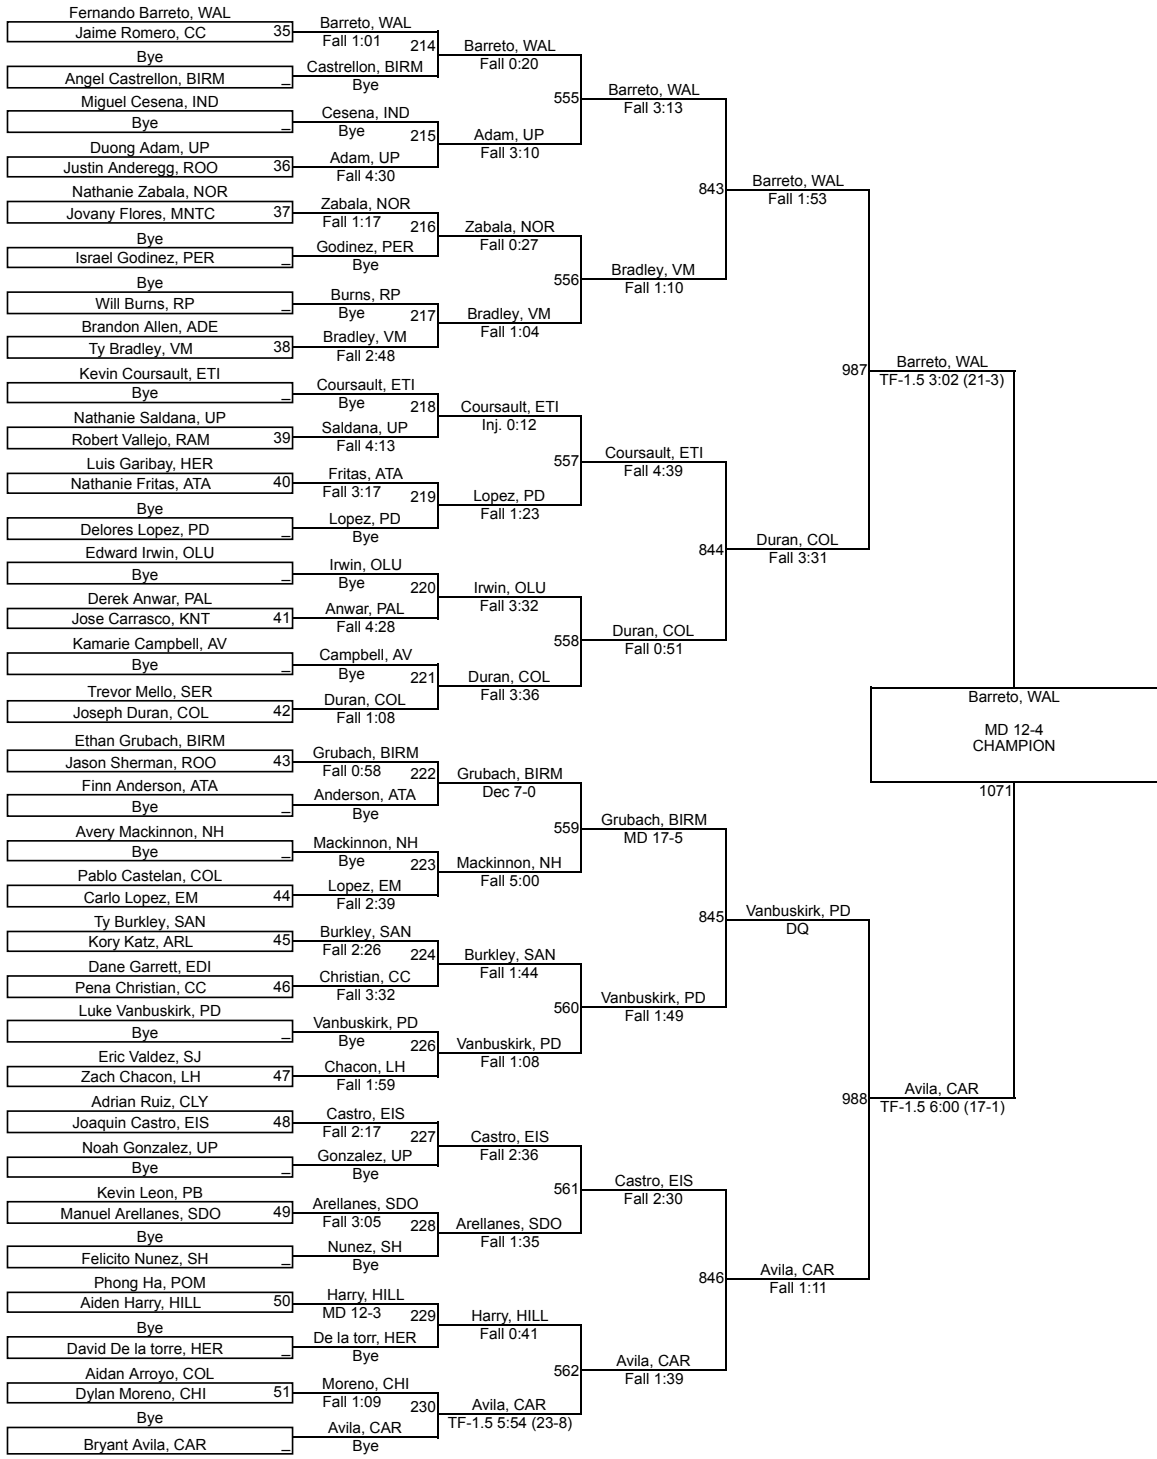 Fernando Barreto, WAL
Jaime Romero, CC 35
Bye
Angel Castrellon, BIRM _
Miguel Cesena, IND
Bye _
Duong Adam, UP
Justin Anderegg, ROO 36
Nathanie Zabala, NOR
Jovany Flores, MNTC 37
Bye
Israel Godinez, PER _
Bye
Will Burns, RP _
Brandon Allen, ADE
Ty Bradley, VM 38
Kevin Coursault, ETI
Bye _
Nathanie Saldana, UP
Robert Vallejo, RAM 39
Luis Garibay, HER
Nathanie Fritas, ATA 40
Bye
Delores Lopez, PD _
Edward Irwin, OLU
Bye _
Derek Anwar, PAL
Jose Carrasco, KNT 41
Kamarie Campbell, AV
Bye _
Trevor Mello, SER
Joseph Duran, COL 42
Ethan Grubach, BIRM
Jason Sherman, ROO 43
Finn Anderson, ATA
Bye _
Avery Mackinnon, NH
Bye _
Pablo Castelan, COL
Carlo Lopez, EM 44
Ty Burkley, SAN
Kory Katz, ARL 45
Dane Garrett, EDI
Pena Christian, CC 46
Luke Vanbuskirk, PD
Bye _
Eric Valdez, SJ
Zach Chacon, LH 47
Adrian Ruiz, CLY
Joaquin Castro, EIS 48
Noah Gonzalez, UP
Bye _
Kevin Leon, PB
Manuel Arellanes, SDO 49
Bye
Felicito Nunez, SH _
Phong Ha, POM
Aiden Harry, HILL 50
Bye
David De la torre, HER _
Aidan Arroyo, COL
Dylan Moreno, CHI 51
Bye
Bryant Avila, CAR _
Barreto, WAL
Fall 1:01
214
Castrellon, BIRM
Bye
Cesena, IND
Bye
215
Adam, UP
Fall 4:30
Zabala, NOR
Fall 1:17
216
Godinez, PER
Bye
Burns, RP
Bye
217
Bradley, VM
Fall 2:48
Coursault, ETI
Bye
218
Saldana, UP
Fall 4:13
Fritas, ATA
Fall 3:17
219
Lopez, PD
Bye
Irwin, OLU
Bye
220
Anwar, PAL
Fall 4:28
Campbell, AV
Bye
221
Duran, COL
Fall 1:08
Grubach, BIRM
Fall 0:58
222
Anderson, ATA
Bye
Mackinnon, NH
Bye
223
Lopez, EM
Fall 2:39
Burkley, SAN
Fall 2:26
224
Christian, CC
Fall 3:32
Vanbuskirk, PD
Bye
226
Chacon, LH
Fall 1:59
Castro, EIS
Fall 2:17
227
Gonzalez, UP
Bye
Arellanes, SDO
Fall 3:05
228
Nunez, SH
Bye
Harry, HILL
MD 12-3
229
De la torr, HER
Bye
Moreno, CHI
Fall 1:09
230
Avila, CAR
Bye
Barreto, WAL
Fall 0:20
555
Adam, UP
Fall 3:10
Zabala, NOR
Fall 0:27
556
Bradley, VM
Fall 1:04
Coursault, ETI
Inj. 0:12
557
Lopez, PD
Fall 1:23
Irwin, OLU
Fall 3:32
558
Duran, COL
Fall 3:36
Grubach, BIRM
Dec 7-0
559
Mackinnon, NH
Fall 5:00
Burkley, SAN
Fall 1:44
560
Vanbuskirk, PD
Fall 1:08
Castro, EIS
Fall 2:36
561
Arellanes, SDO
Fall 1:35
Harry, HILL
Fall 0:41
562
Avila, CAR
TF-1.5 5:54 (23-8)
Barreto, WAL
Fall 3:13
843
Bradley, VM
Fall 1:10
Coursault, ETI
Fall 4:39
844
Duran, COL
Fall 0:51
Grubach, BIRM
MD 17-5
845
Vanbuskirk, PD
Fall 1:49
Castro, EIS
Fall 2:30
846
Avila, CAR
Fall 1:39
Barreto, WAL
Fall 1:53
987
Duran, COL
Fall 3:31
Vanbuskirk, PD
DQ
988
Avila, CAR
Fall 1:11
Barreto, WAL
TF-1.5 3:02 (21-3)
Avila, CAR
TF-1.5 6:00 (17-1)
Barreto, WAL
MD 12-4
CHAMPION
1071